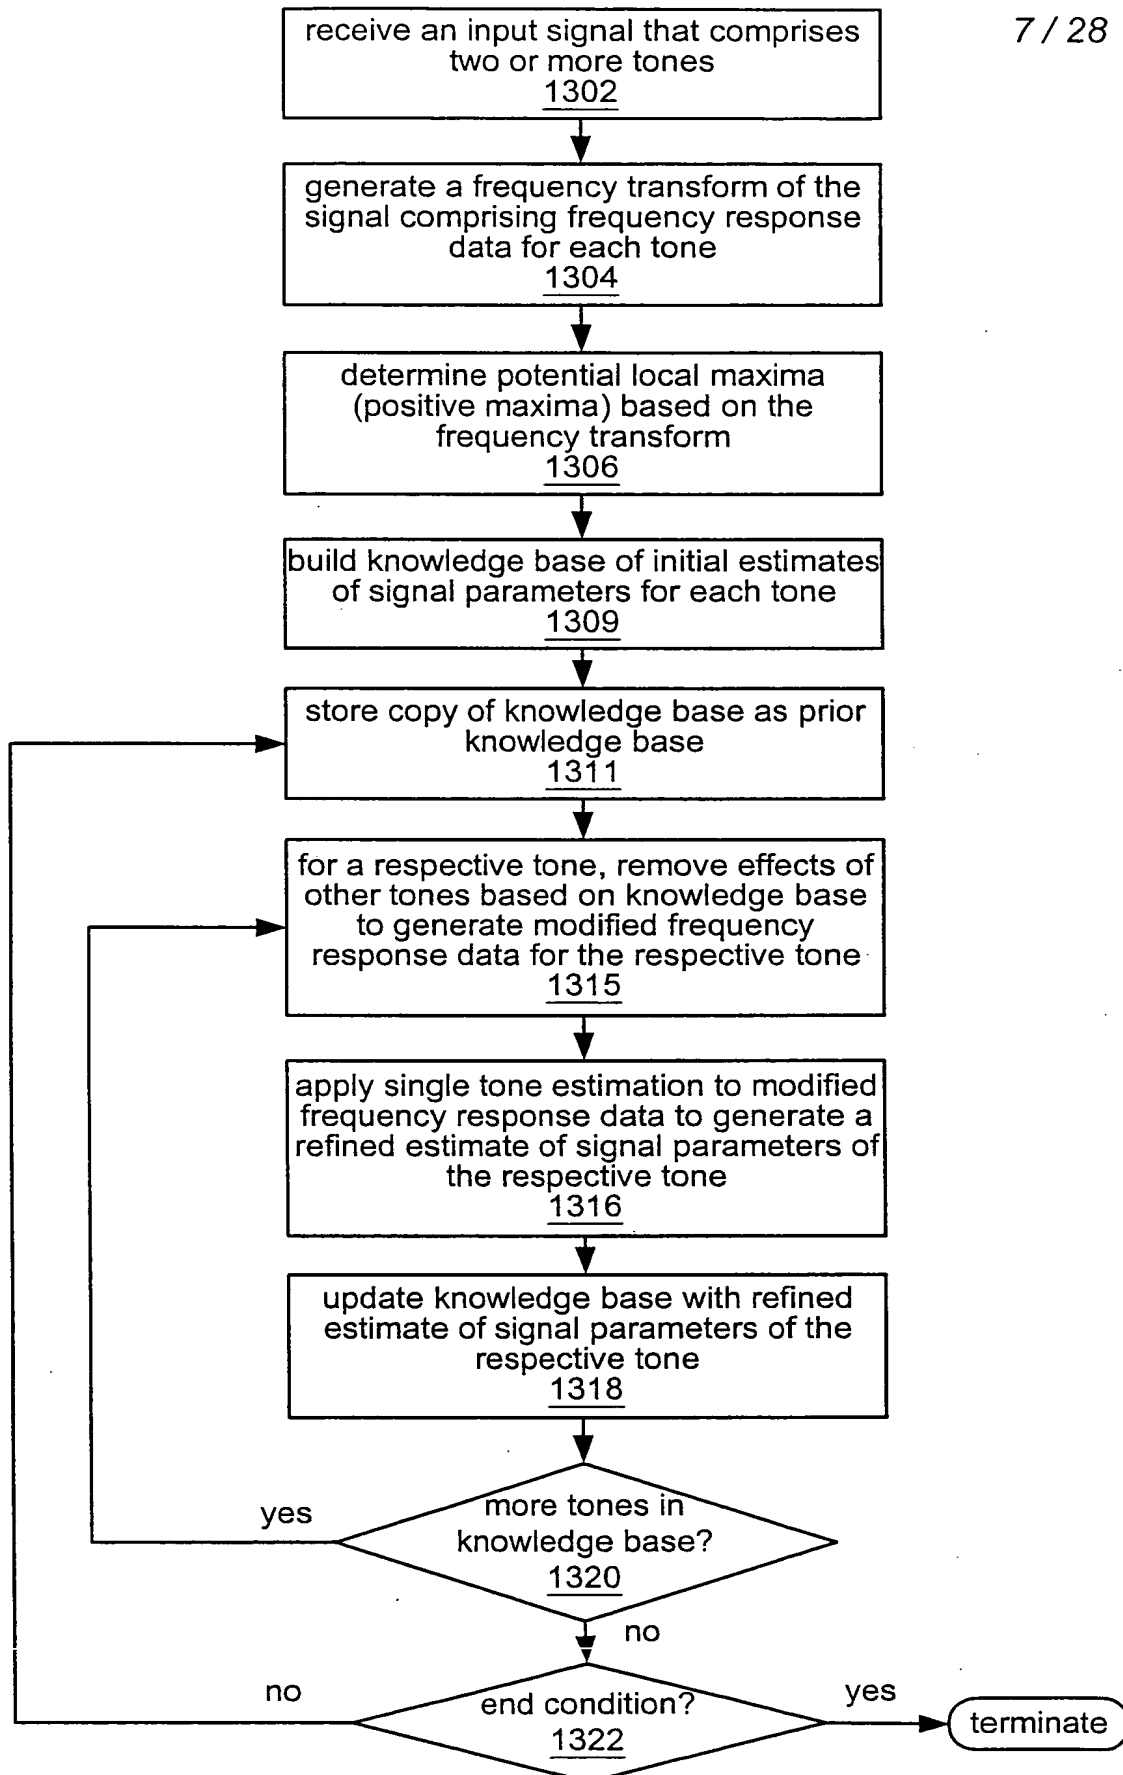 7 / 28
receive an input signal that comprises
two or more tones
1302
generate a frequency transform of the
signal comprising frequency response
data for each tone
1304
determine potential local maxima
(positive maxima) based on the
frequency transform
1306
build knowledge base of initial estimates
of signal parameters for each tone
1309
store copy of knowledge base as prior
knowledge base
1311
for a respective tone, remove effects of
other tones based on knowledge base
to generate modified frequency
response data for the respective tone
1315
apply single tone estimation to modified
frequency response data to generate a
refined estimate of signal parameters of
the respective tone
1316
update knowledge base with refined
estimate of signal parameters of the
respective tone
1318
yes
more tones in
knowledge base?
1320
no
no
end condition?
1322
yes
terminate